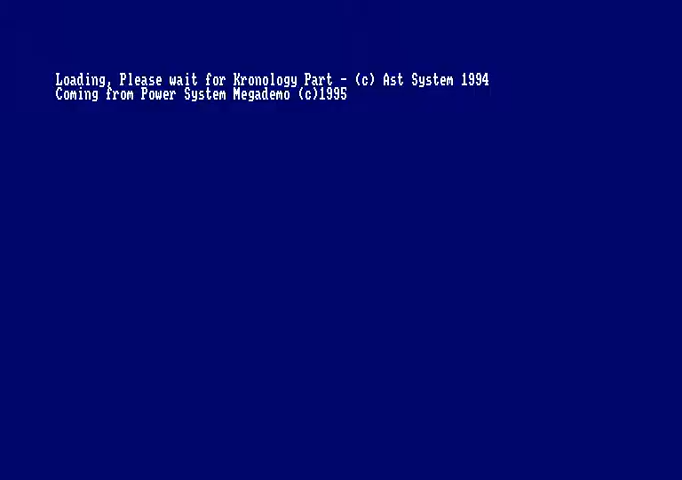 Loading, Please wait for Kronology Part - (c) Ast System 1994
Coming from Power System Megademo (c)1995